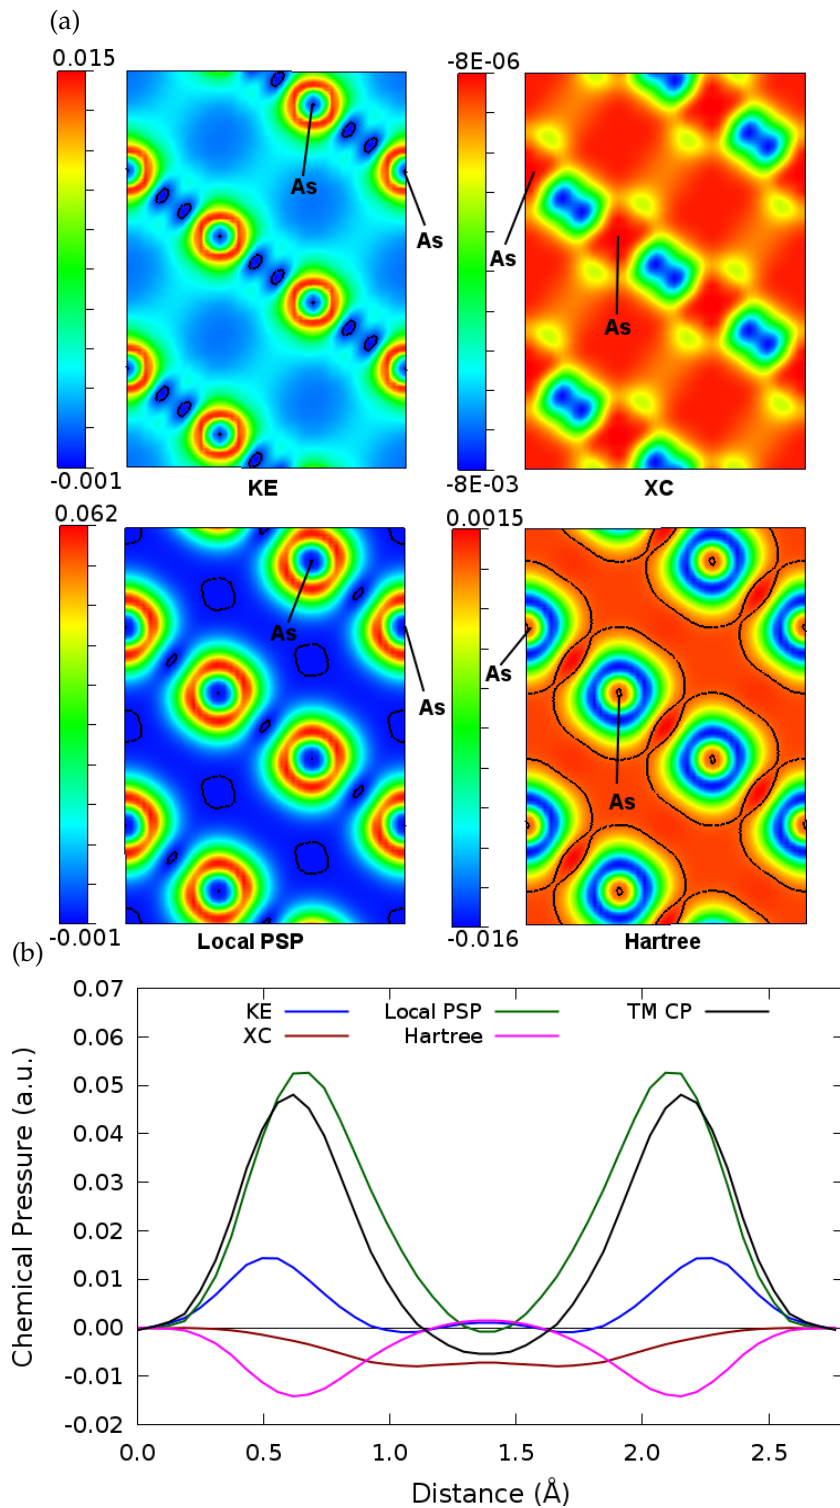 (a)
0.015
-8E-06
As
As
As
As
-0.001
KE
-8E-03
XC
0.062
0.0015
As
As
As
As
-0.001
Local PSP
-0.016
Hartree
(b)
0.07
0.06
0.05
0.04
0.03
0.02
0.01
0.00
-0.01
-0.02
Chemical Pressure (a.u.)
KE
Local PSP
TM CP
XC
Hartree
0.0
0.5
1.0
1.5
2.0
2.5
Distance (Å)